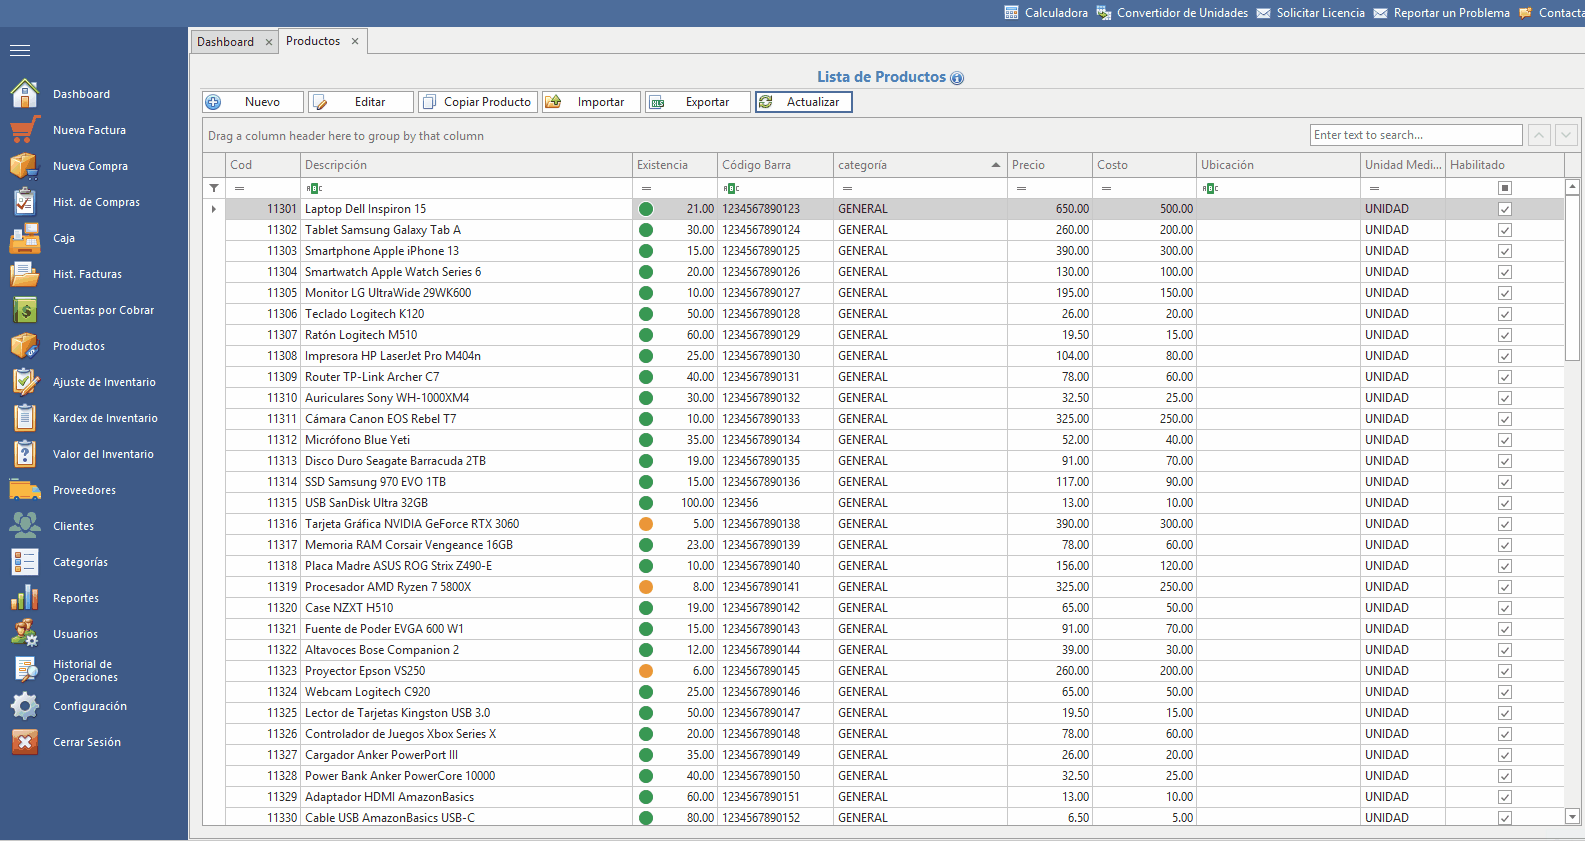 Calculadora Convertidor de Unidades Solicitar Licencia Reportar un Problema Contacta
Dashboard Productos
Dashboard
Nueva Factura
Nueva Compra
Hist. de Compras
Caja
Hist. Facturas
Cuentas por Cobrar
Productos
Ajuste de Inventario
Kardex de Inventario
Valor del Inventario
Proveedores
Clientes
Categorías
Reportes
Usuarios
Historial de
Operaciones
Configuración
Cerrar Sesión
Lista de Productos
Nuevo Editar Copiar Producto Importar Exportar Actualizar
Drag a column header here to group by that column Enter text to search...
Cod Descripción Existencia Código Barra categoría Precio Costo Ubicación Unidad Medi... Habilitado
11301 Laptop Dell Inspiron 15 21.00 1234567890123 GENERAL 650.00 500.00 UNIDAD
11302 Tablet Samsung Galaxy Tab A 30.00 1234567890124 GENERAL 260.00 200.00 UNIDAD
11303 Smartphone Apple iPhone 13 15.00 1234567890125 GENERAL 390.00 300.00 UNIDAD
11304 Smartwatch Apple Watch Series 6 20.00 1234567890126 GENERAL 130.00 100.00 UNIDAD
11305 Monitor LG UltraWide 29WK600 10.00 1234567890127 GENERAL 195.00 150.00 UNIDAD
11306 Teclado Logitech K120 50.00 1234567890128 GENERAL 26.00 20.00 UNIDAD
11307 Ratón Logitech M510 60.00 1234567890129 GENERAL 19.50 15.00 UNIDAD
11308 Impresora HP LaserJet Pro M404n 25.00 1234567890130 GENERAL 104.00 80.00 UNIDAD
11309 Router TP-Link Archer C7 40.00 1234567890131 GENERAL 78.00 60.00 UNIDAD
11310 Auriculares Sony WH-1000XM4 30.00 1234567890132 GENERAL 32.50 25.00 UNIDAD
11311 Cámara Canon EOS Rebel T7 10.00 1234567890133 GENERAL 325.00 250.00 UNIDAD
11312 Micrófono Blue Yeti 35.00 1234567890134 GENERAL 52.00 40.00 UNIDAD
11313 Disco Duro Seagate Barracuda 2TB 19.00 1234567890135 GENERAL 91.00 70.00 UNIDAD
11314 SSD Samsung 970 EVO 1TB 15.00 1234567890136 GENERAL 117.00 90.00 UNIDAD
11315 USB SanDisk Ultra 32GB 100.00 123456 GENERAL 13.00 10.00 UNIDAD
11316 Tarjeta Gráfica NVIDIA GeForce RTX 3060 5.00 1234567890138 GENERAL 390.00 300.00 UNIDAD
11317 Memoria RAM Corsair Vengeance 16GB 23.00 1234567890139 GENERAL 78.00 60.00 UNIDAD
11318 Placa Madre ASUS ROG Strix Z490-E 10.00 1234567890140 GENERAL 156.00 120.00 UNIDAD
11319 Procesador AMD Ryzen 7 5800X 8.00 1234567890141 GENERAL 325.00 250.00 UNIDAD
11320 Case NZXT H510 19.00 1234567890142 GENERAL 65.00 50.00 UNIDAD
11321 Fuente de Poder EVGA 600 W1 15.00 1234567890143 GENERAL 91.00 70.00 UNIDAD
11322 Altavoces Bose Companion 2 12.00 1234567890144 GENERAL 39.00 30.00 UNIDAD
11323 Proyector Epson VS250 6.00 1234567890145 GENERAL 260.00 200.00 UNIDAD
11324 Webcam Logitech C920 25.00 1234567890146 GENERAL 65.00 50.00 UNIDAD
11325 Lector de Tarjetas Kingston USB 3.0 50.00 1234567890147 GENERAL 19.50 15.00 UNIDAD
11326 Controlador de Juegos Xbox Series X 20.00 1234567890148 GENERAL 78.00 60.00 UNIDAD
11327 Cargador Anker PowerPort III 35.00 1234567890149 GENERAL 26.00 20.00 UNIDAD
11328 Power Bank Anker PowerCore 10000 40.00 1234567890150 GENERAL 32.50 25.00 UNIDAD
11329 Adaptador HDMI AmazonBasics 60.00 1234567890151 GENERAL 13.00 10.00 UNIDAD
11330 Cable USB AmazonBasics USB-C 80.00 1234567890152 GENERAL 6.50 5.00 UNIDAD